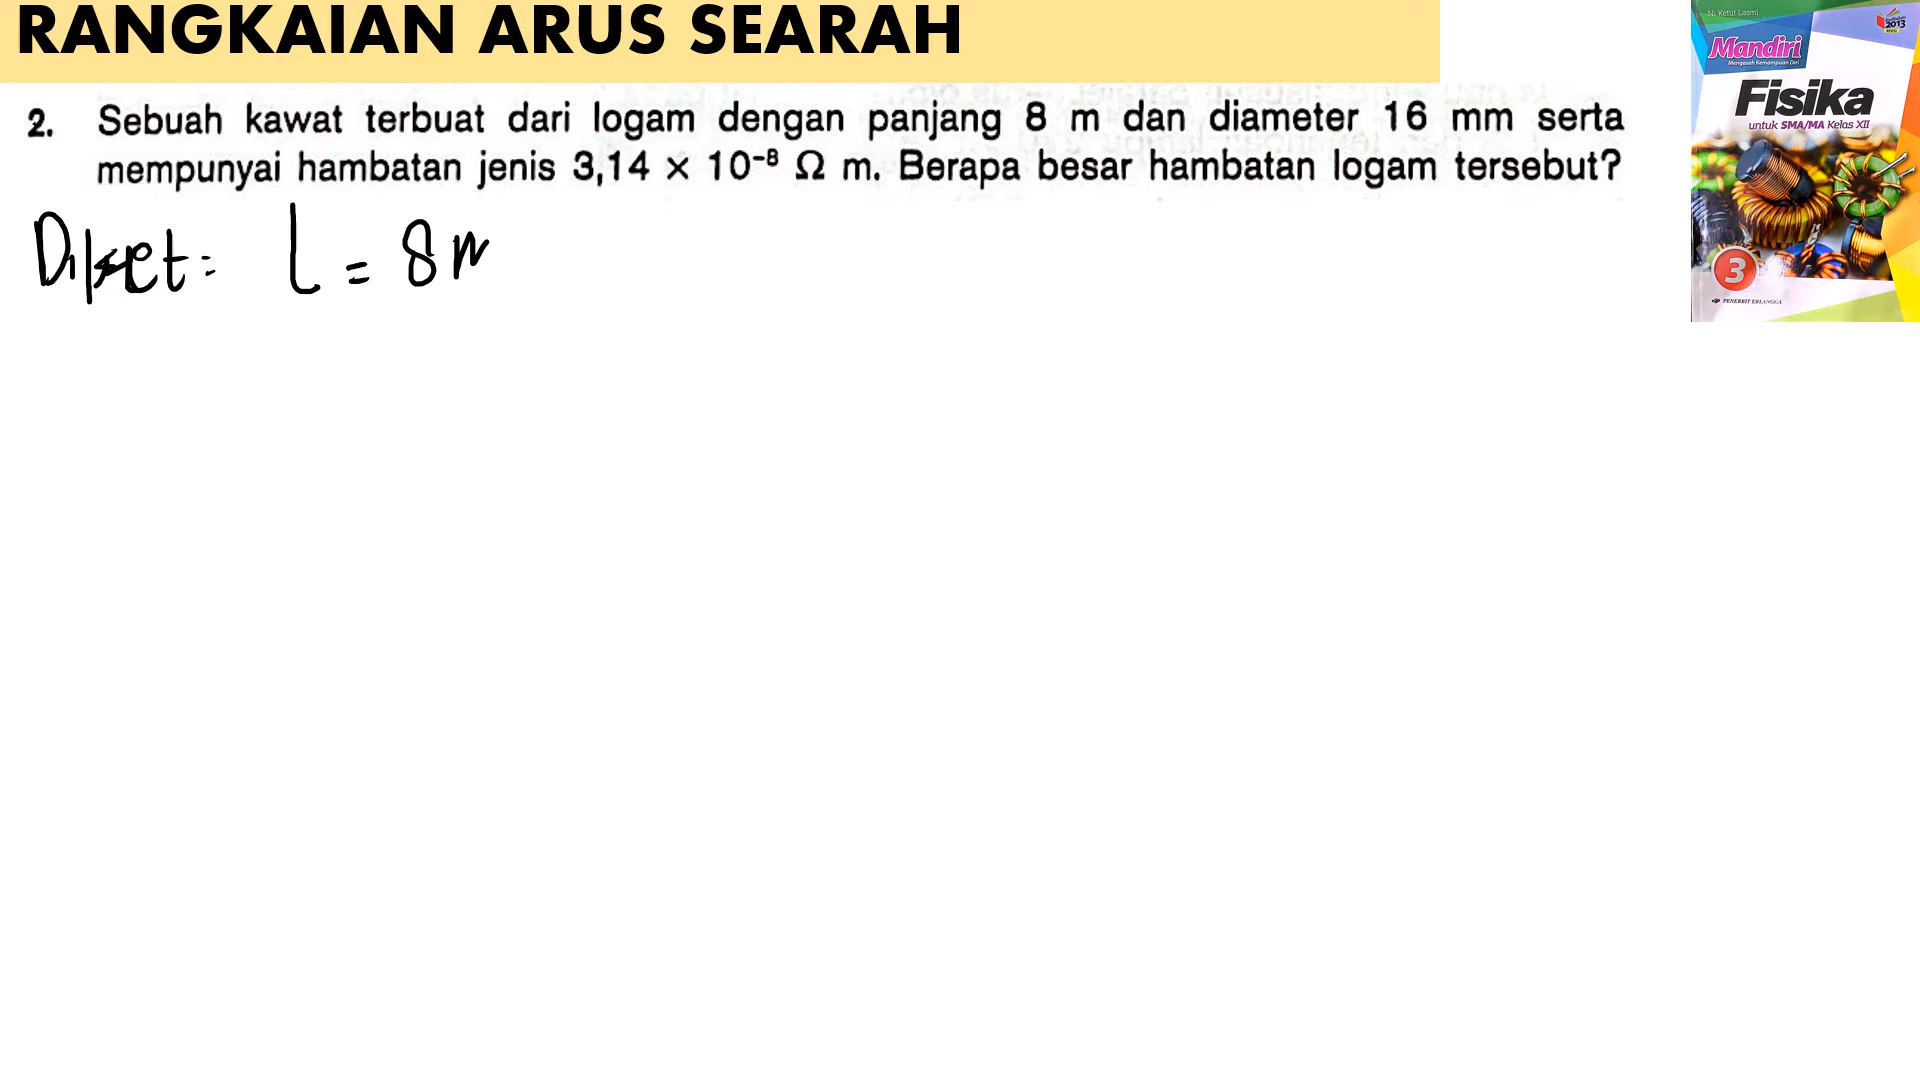 RANGKAIAN ARUS SEARAH
2. Sebuah kawat terbuat dari logam dengan panjang 8 m dan diameter 16 mm serta
mempunyai hambatan jenis 3,14 × 10⁻⁸ Ω m. Berapa besar hambatan logam tersebut?
Diket: L = 8 m
Ni Ketut Lasmi
2013
Mandiri
Mengasah Kemampuan Diri
Fisika
untuk SMA/MA Kelas XII
3
PENERBIT ERLANGGA